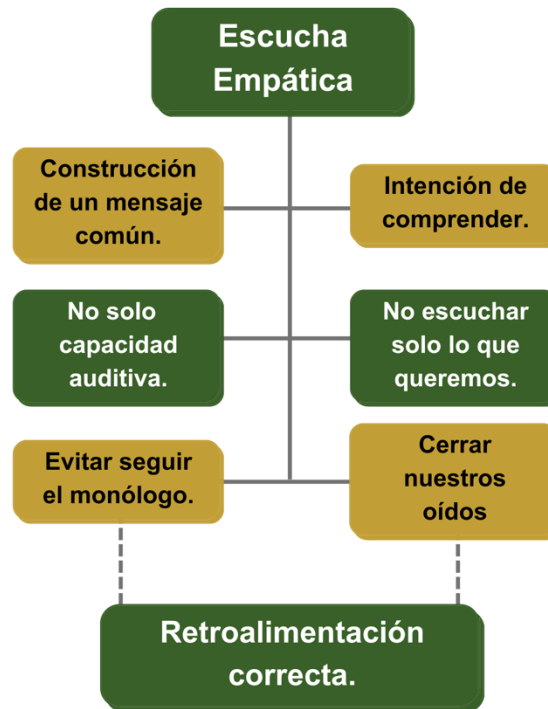 Escucha
Empática
Construcción
de un mensaje
común.
Intención de
comprender.
No solo
capacidad
auditiva.
No escuchar
solo lo que
queremos.
Evitar seguir
el monólogo.
Cerrar
nuestros
oídos
Retroalimentación
correcta.